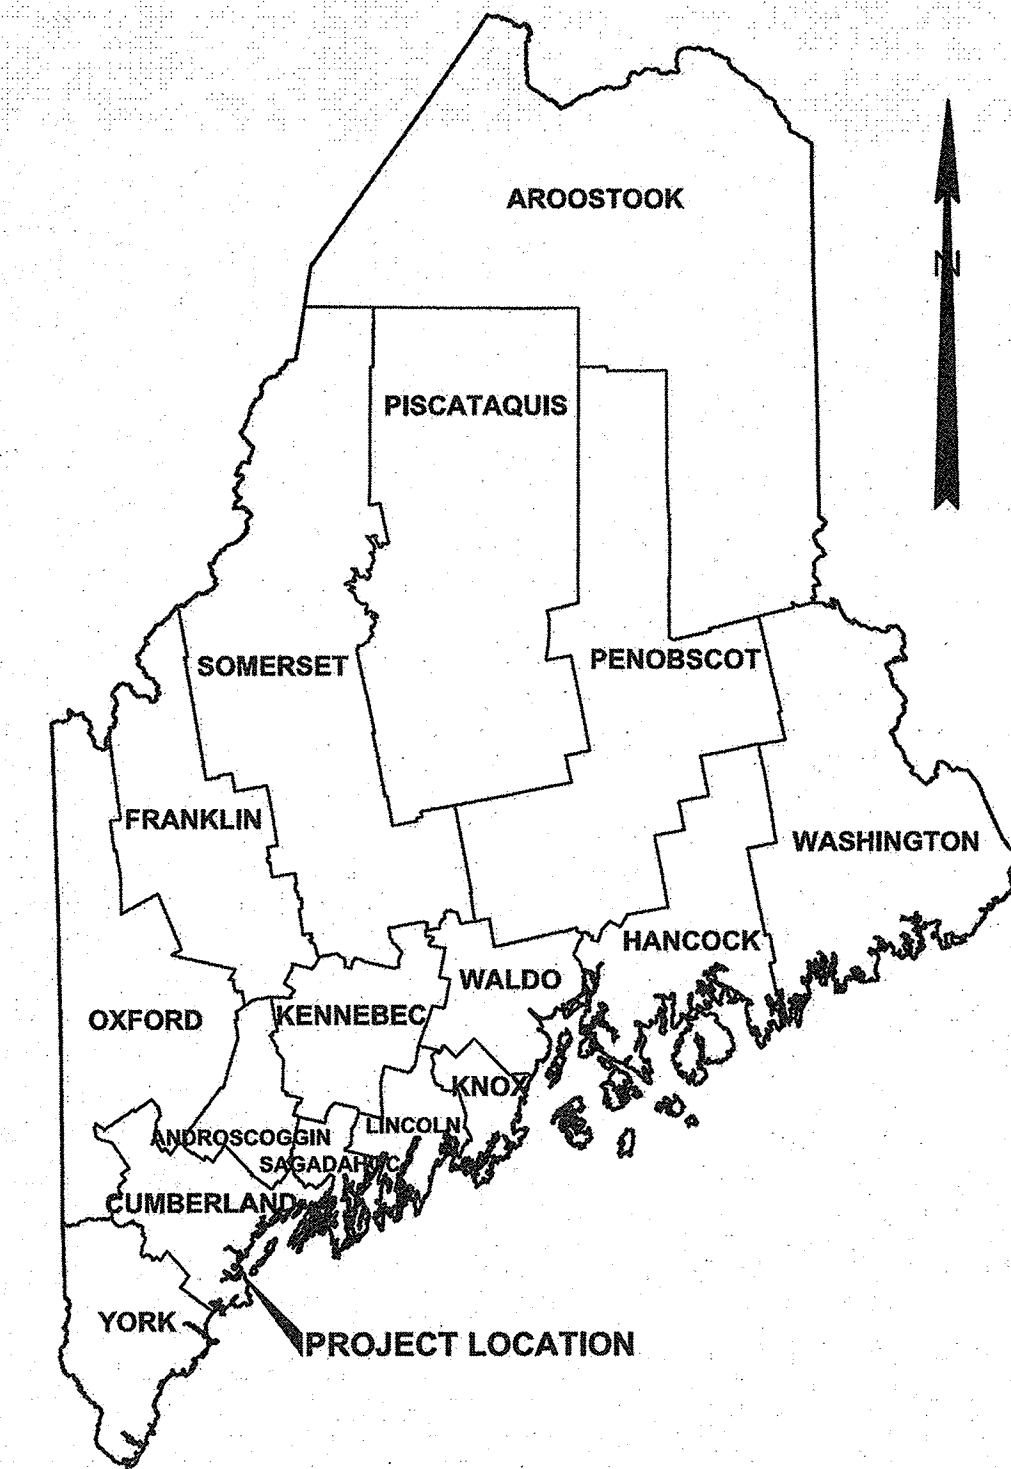 AROOSTOOK
N
PISCATAQUIS
SOMERSET
PENOBSCOT
FRANKLIN
WASHINGTON
HANCOCK
WALDO
OXFORD
KENNEBEC
KNOX
LINCOLN
ANDROSCOGGIN
SAGADAHOC
CUMBERLAND
YORK
PROJECT LOCATION